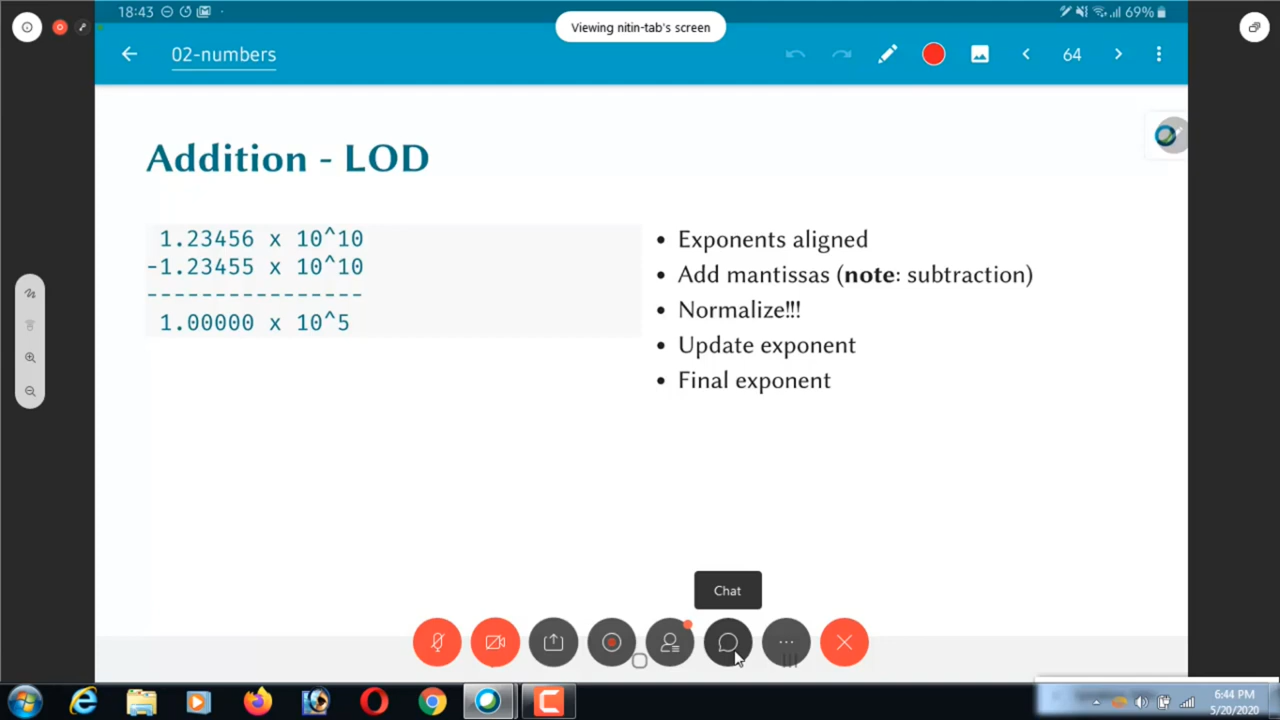 18:43
69%
Viewing nitin-tab's screen
02-numbers
64
Addition - LOD
1.23456 x 10^10
-1.23455 x 10^10
----------------
1.00000 x 10^5
• Exponents aligned
• Add mantissas (note: subtraction)
• Normalize!!!
• Update exponent
• Final exponent
Chat
6:44 PM
5/20/2020